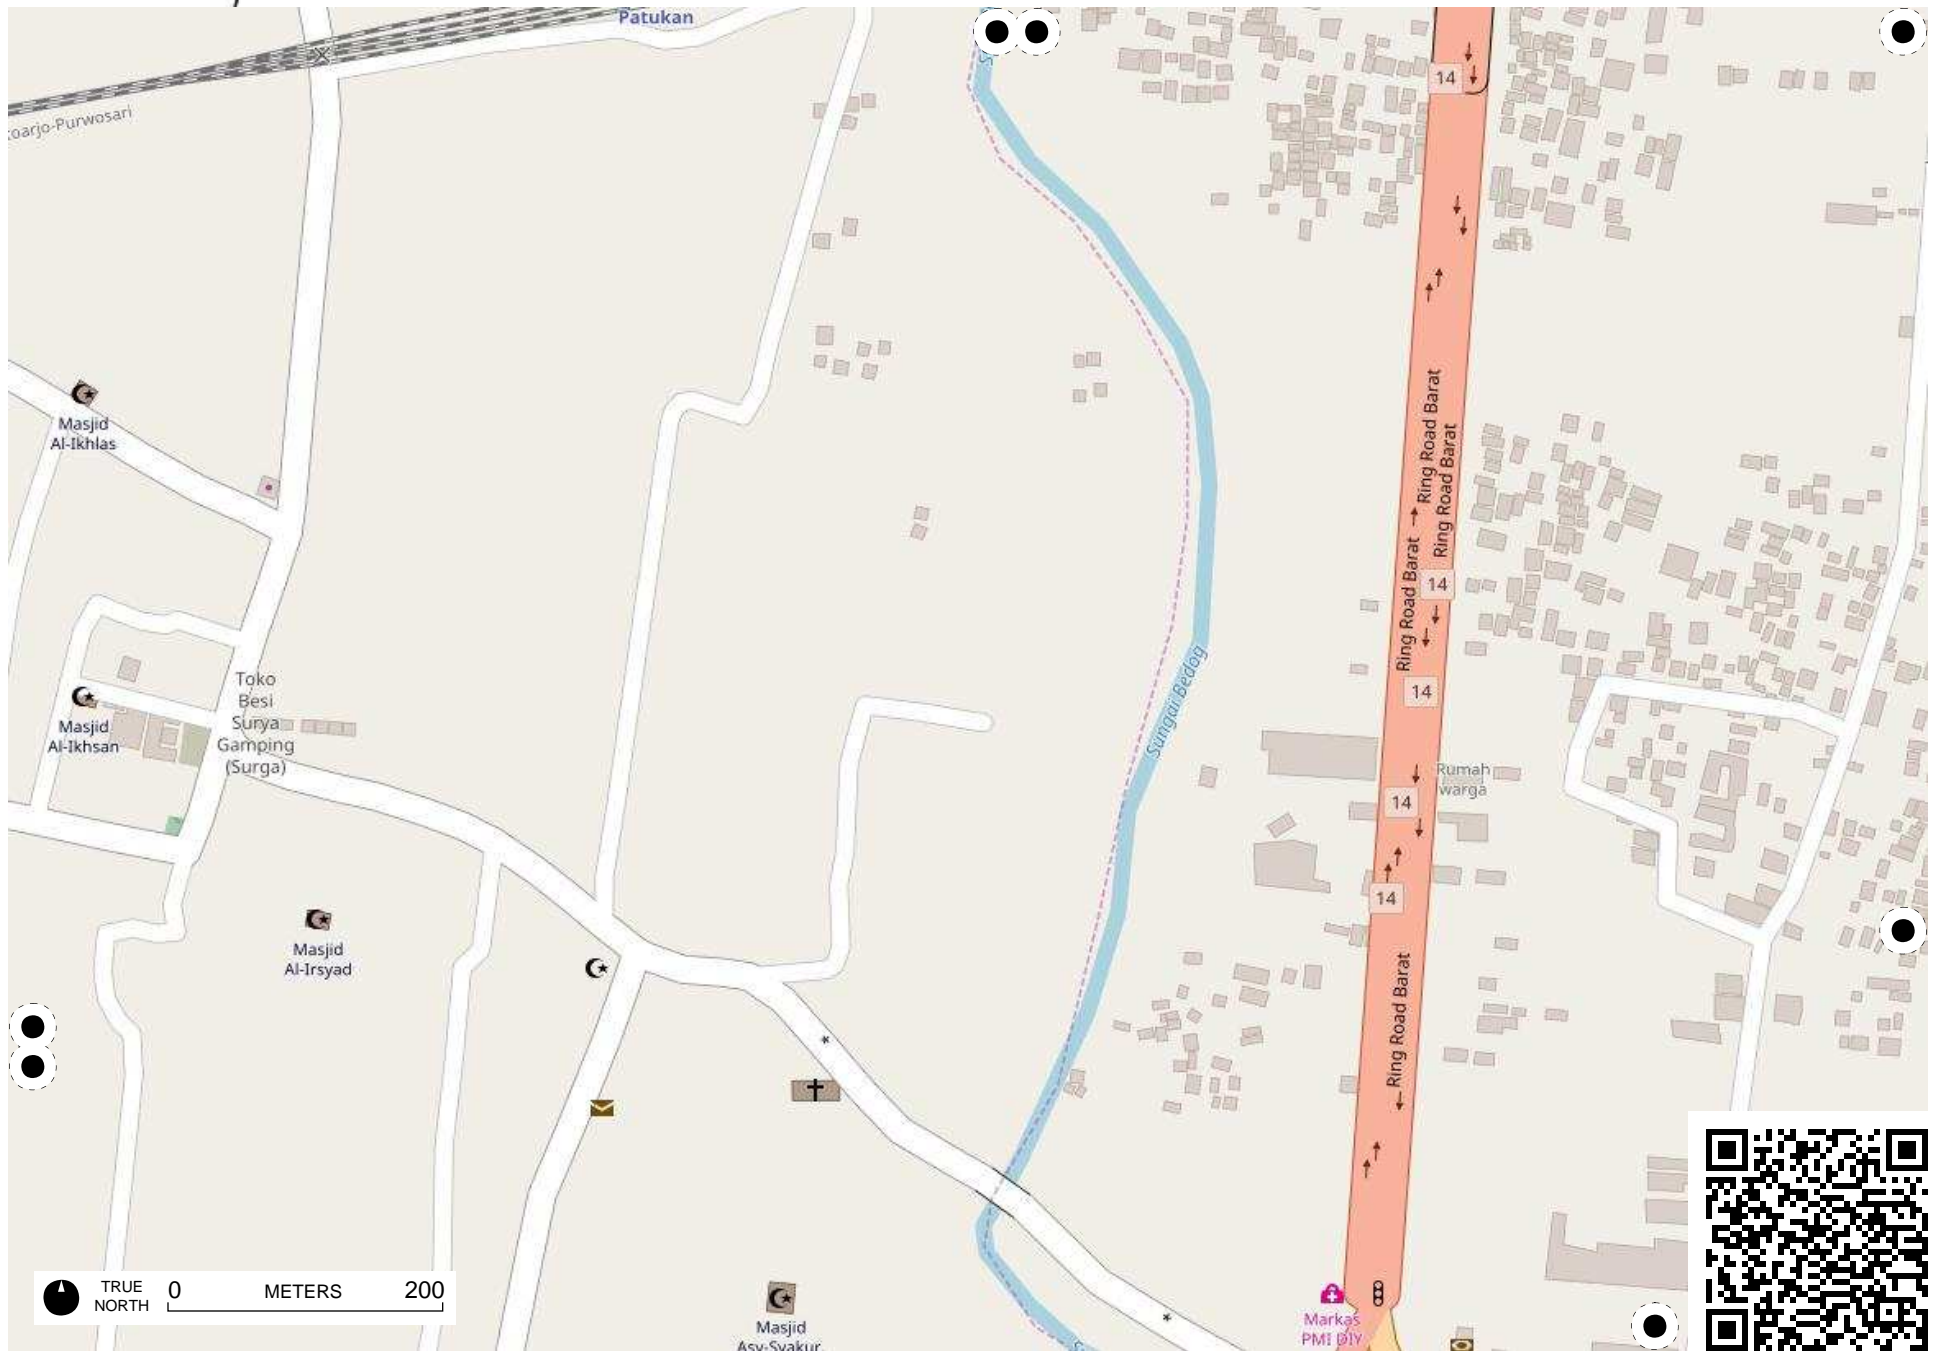 Patukan
14
oarjo-Purwosari
Masjid
Al-Ikhlas
Ring Road Barat
Ring Road Barat
Ring Road Barat
14
Sungai Bedog
Toko
Besi
Surya
Gamping
(Surga)
Masjid
Al-Ikhsan
14
Rumah
warga
14
14
Masjid
Al-Irsyad
Ring Road Barat
TRUE
NORTH
0
METERS
200
Masjid
Asy-Syakur
Markas
PMI DIY